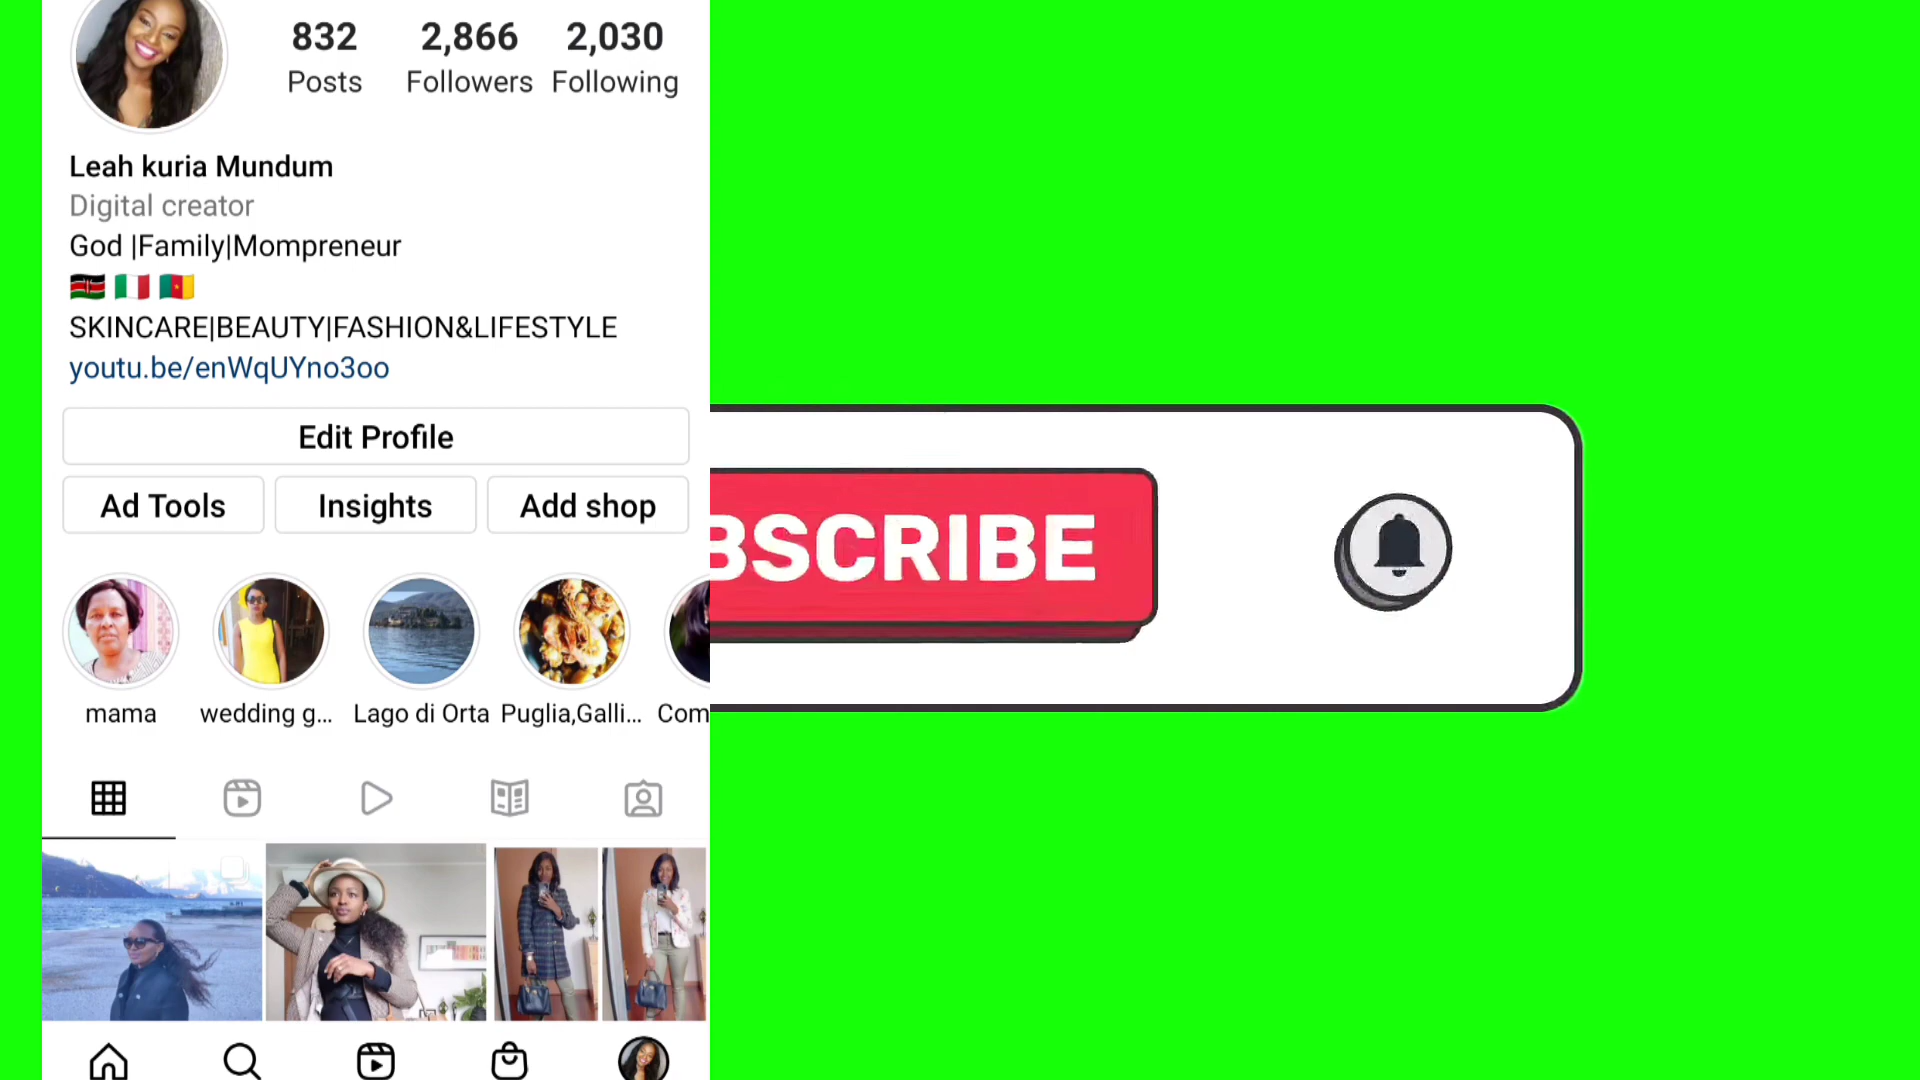 832 2,866 2,030
Posts Followers Following
Leah kuria Mundum
Digital creator
God |Family|Mompreneur
SKINCARE|BEAUTY|FASHION&LIFESTYLE
youtu.be/enWqUYno3oo
Edit Profile
Ad Tools Insights Add shop
BSCRIBE
mama wedding g... Lago di Orta Puglia,Galli... Com